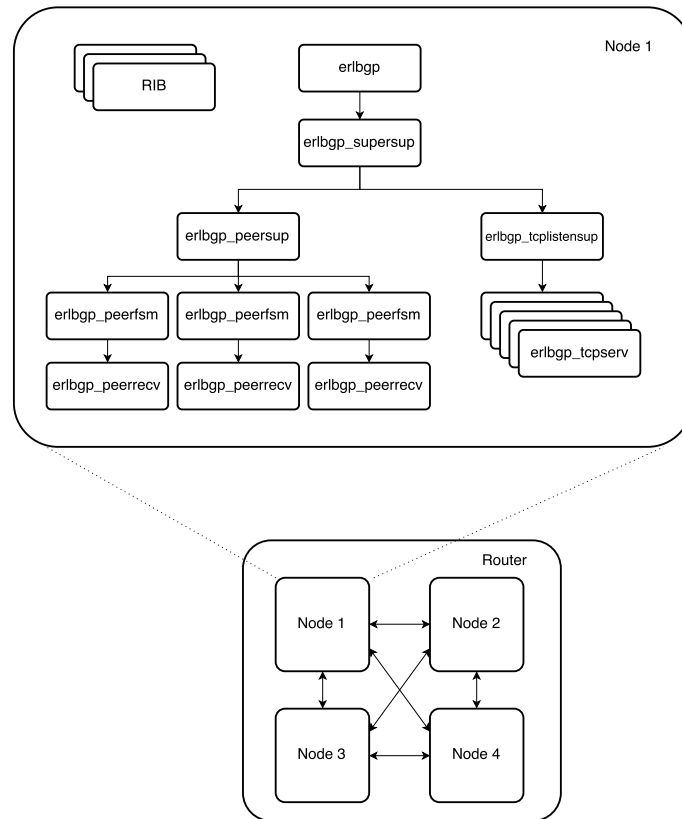 Node 1
RIB
erlbgp
erlbgp_supersup
erlbgp_peersup
erlbgp_tcplistensup
erlbgp_peerfsm
erlbgp_peerfsm
erlbgp_peerfsm
erlbgp_tcpserv
erlbgp_peerrecv
erlbgp_peerrecv
erlbgp_peerrecv
Router
Node 1
Node 2
Node 3
Node 4